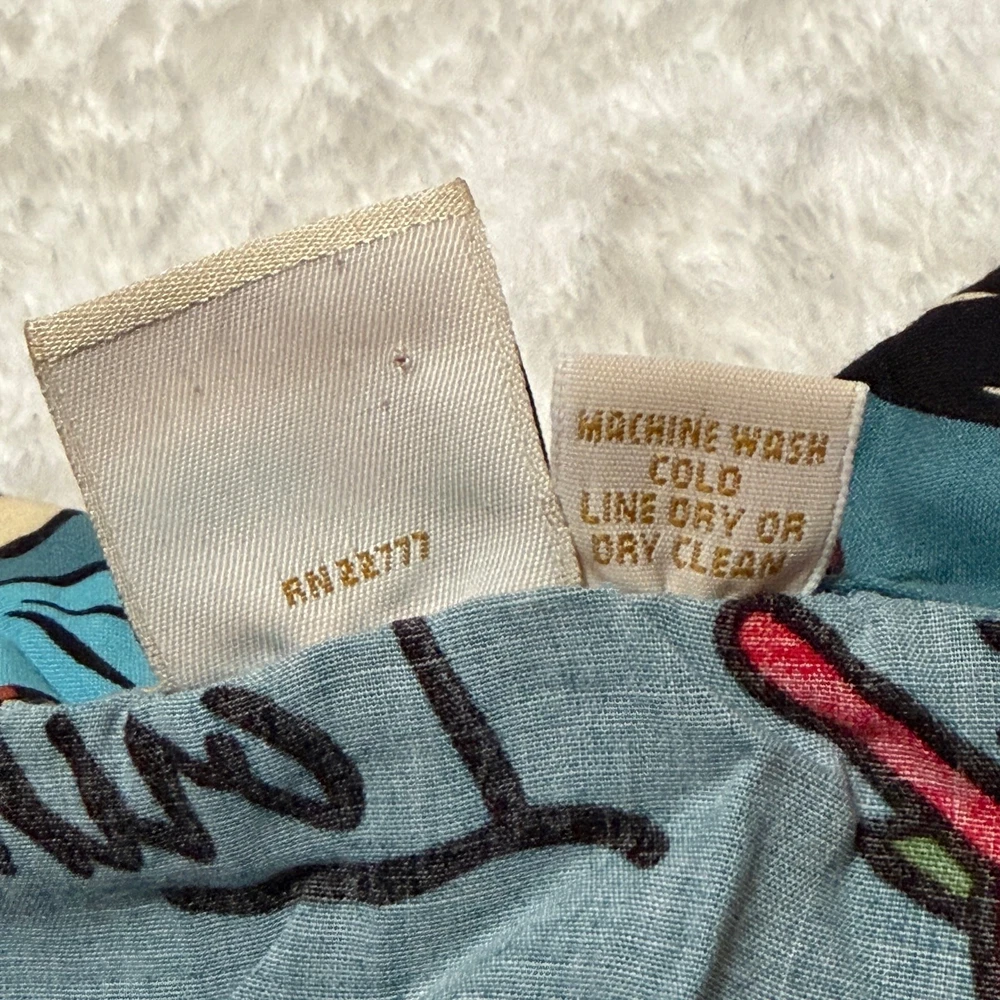 RN22777
MACHINE WASH
COLD
LINE DRY OR
DRY CLEAN